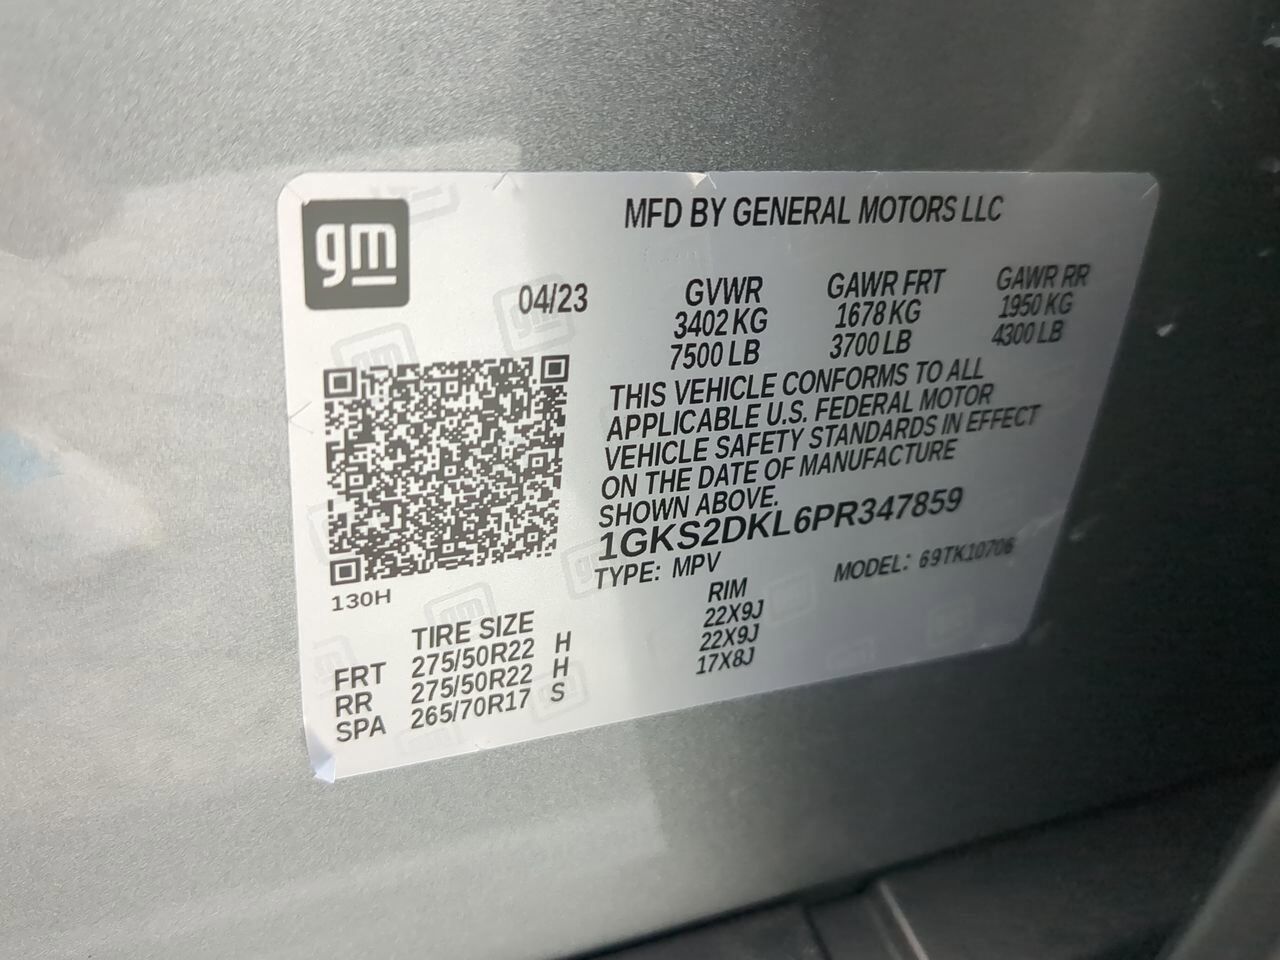 gm
MFD BY GENERAL MOTORS LLC
04/23
GVWR GAWR FRT GAWR RR
3402 KG 1678 KG 1950 KG
7500 LB 3700 LB 4300 LB
THIS VEHICLE CONFORMS TO ALL
APPLICABLE U.S. FEDERAL MOTOR
VEHICLE SAFETY STANDARDS IN EFFECT
ON THE DATE OF MANUFACTURE
SHOWN ABOVE.
1GKS2DKL6PR347859
TYPE: MPV MODEL: 69TK10706
130H
TIRE SIZE RIM
FRT 275/50R22 H 22X9J
RR 275/50R22 H 22X9J
SPA 265/70R17 S 17X8J